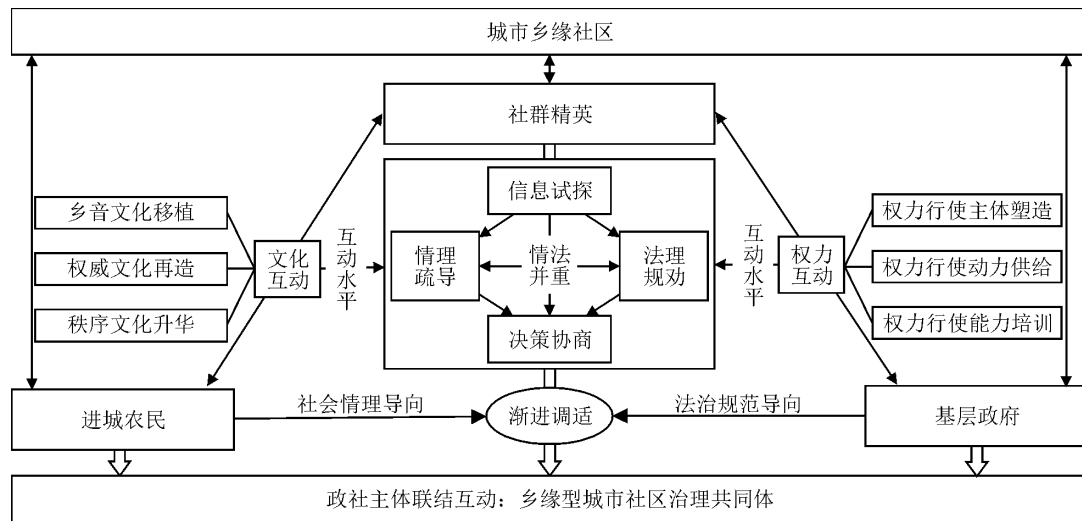 城市乡缘社区
社群精英
信息试探
情理
疏导
情法
并重
法理
规劝
决策协商
乡音文化移植
权威文化再造
秩序文化升华
文化
互动
互动水平
互动水平
权力
互动
权力行使主体塑造
权力行使动力供给
权力行使能力培训
进城农民
社会情理导向
渐进调适
法治规范导向
基层政府
政社主体联结互动：乡缘型城市社区治理共同体